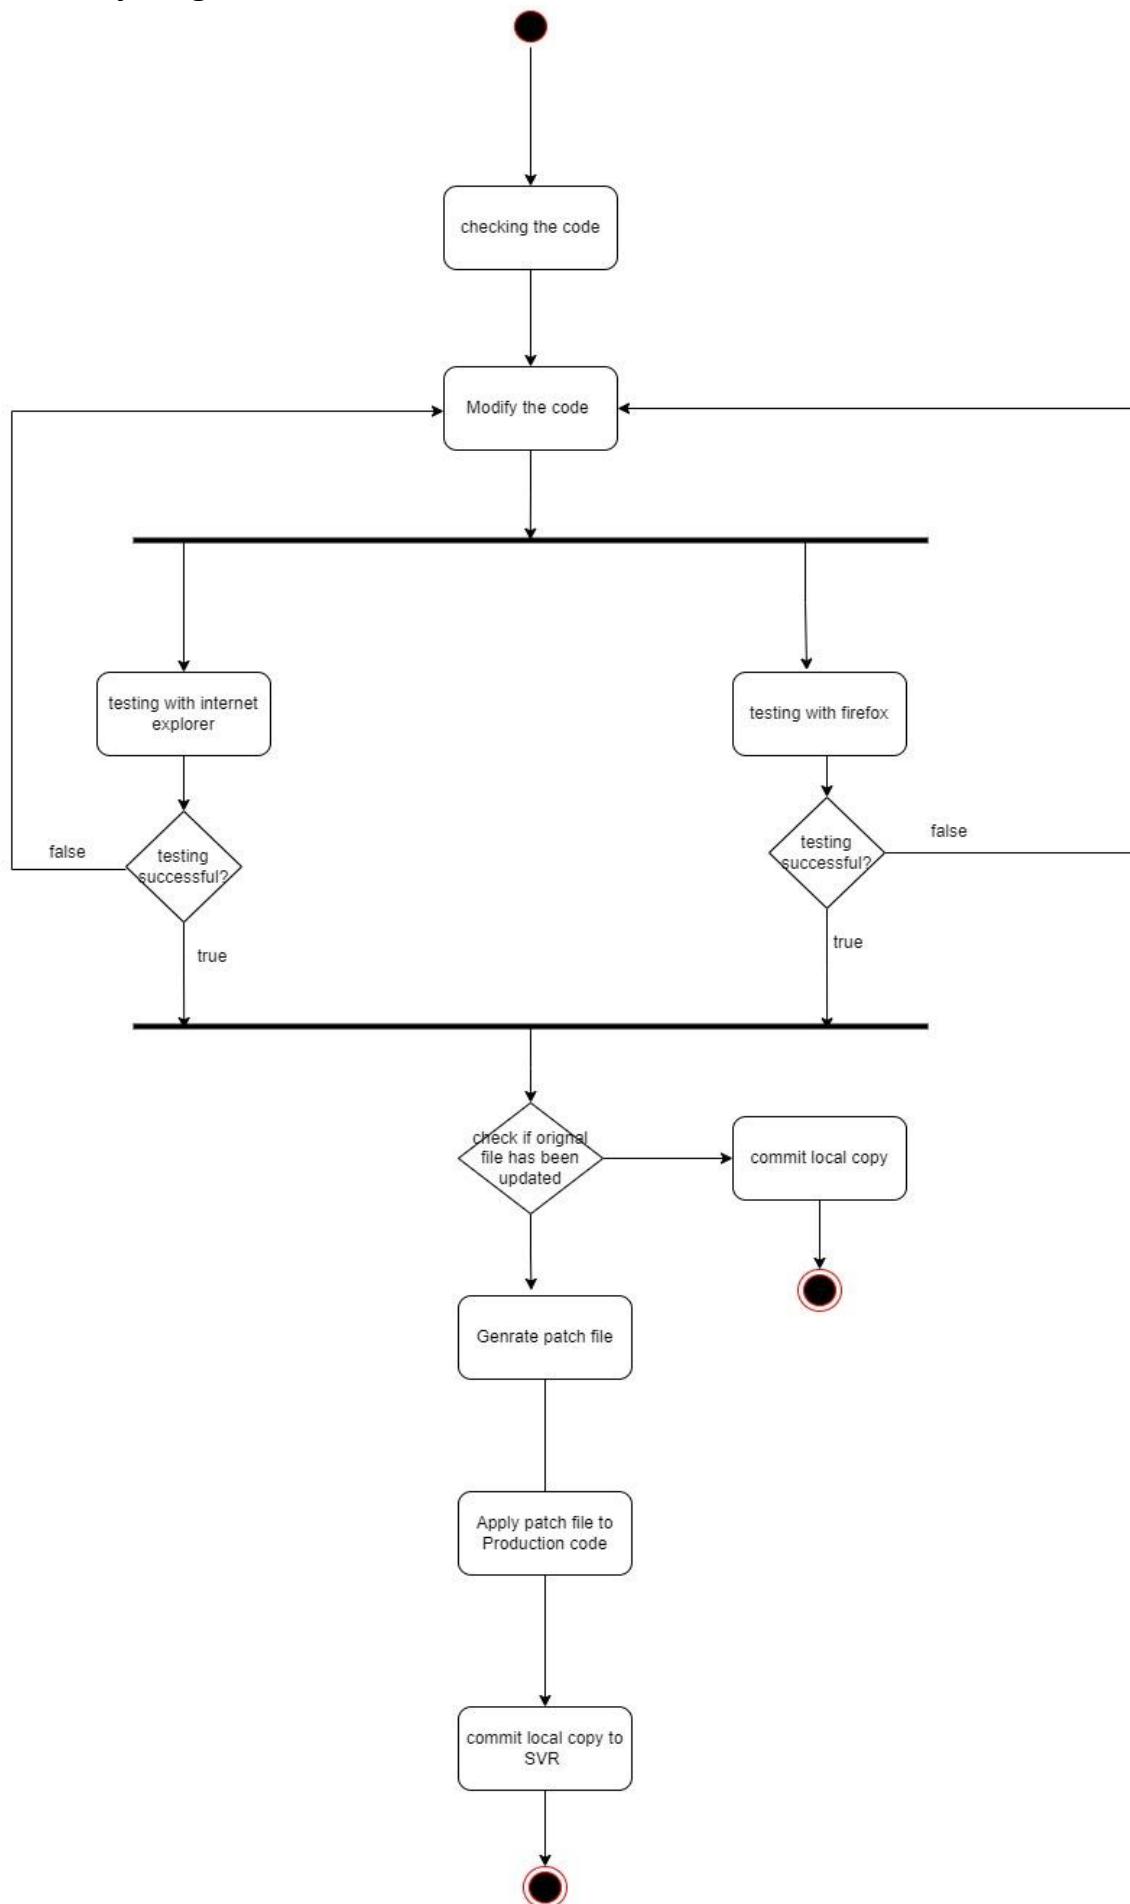 checking the code
Modify the code
testing with internet
explorer
testing with firefox
testing
successful?
false
true
testing
successful?
false
true
check if orignal
file has been
updated
commit local copy
Genrate patch file
Apply patch file to
Production code
commit local copy to
SVR